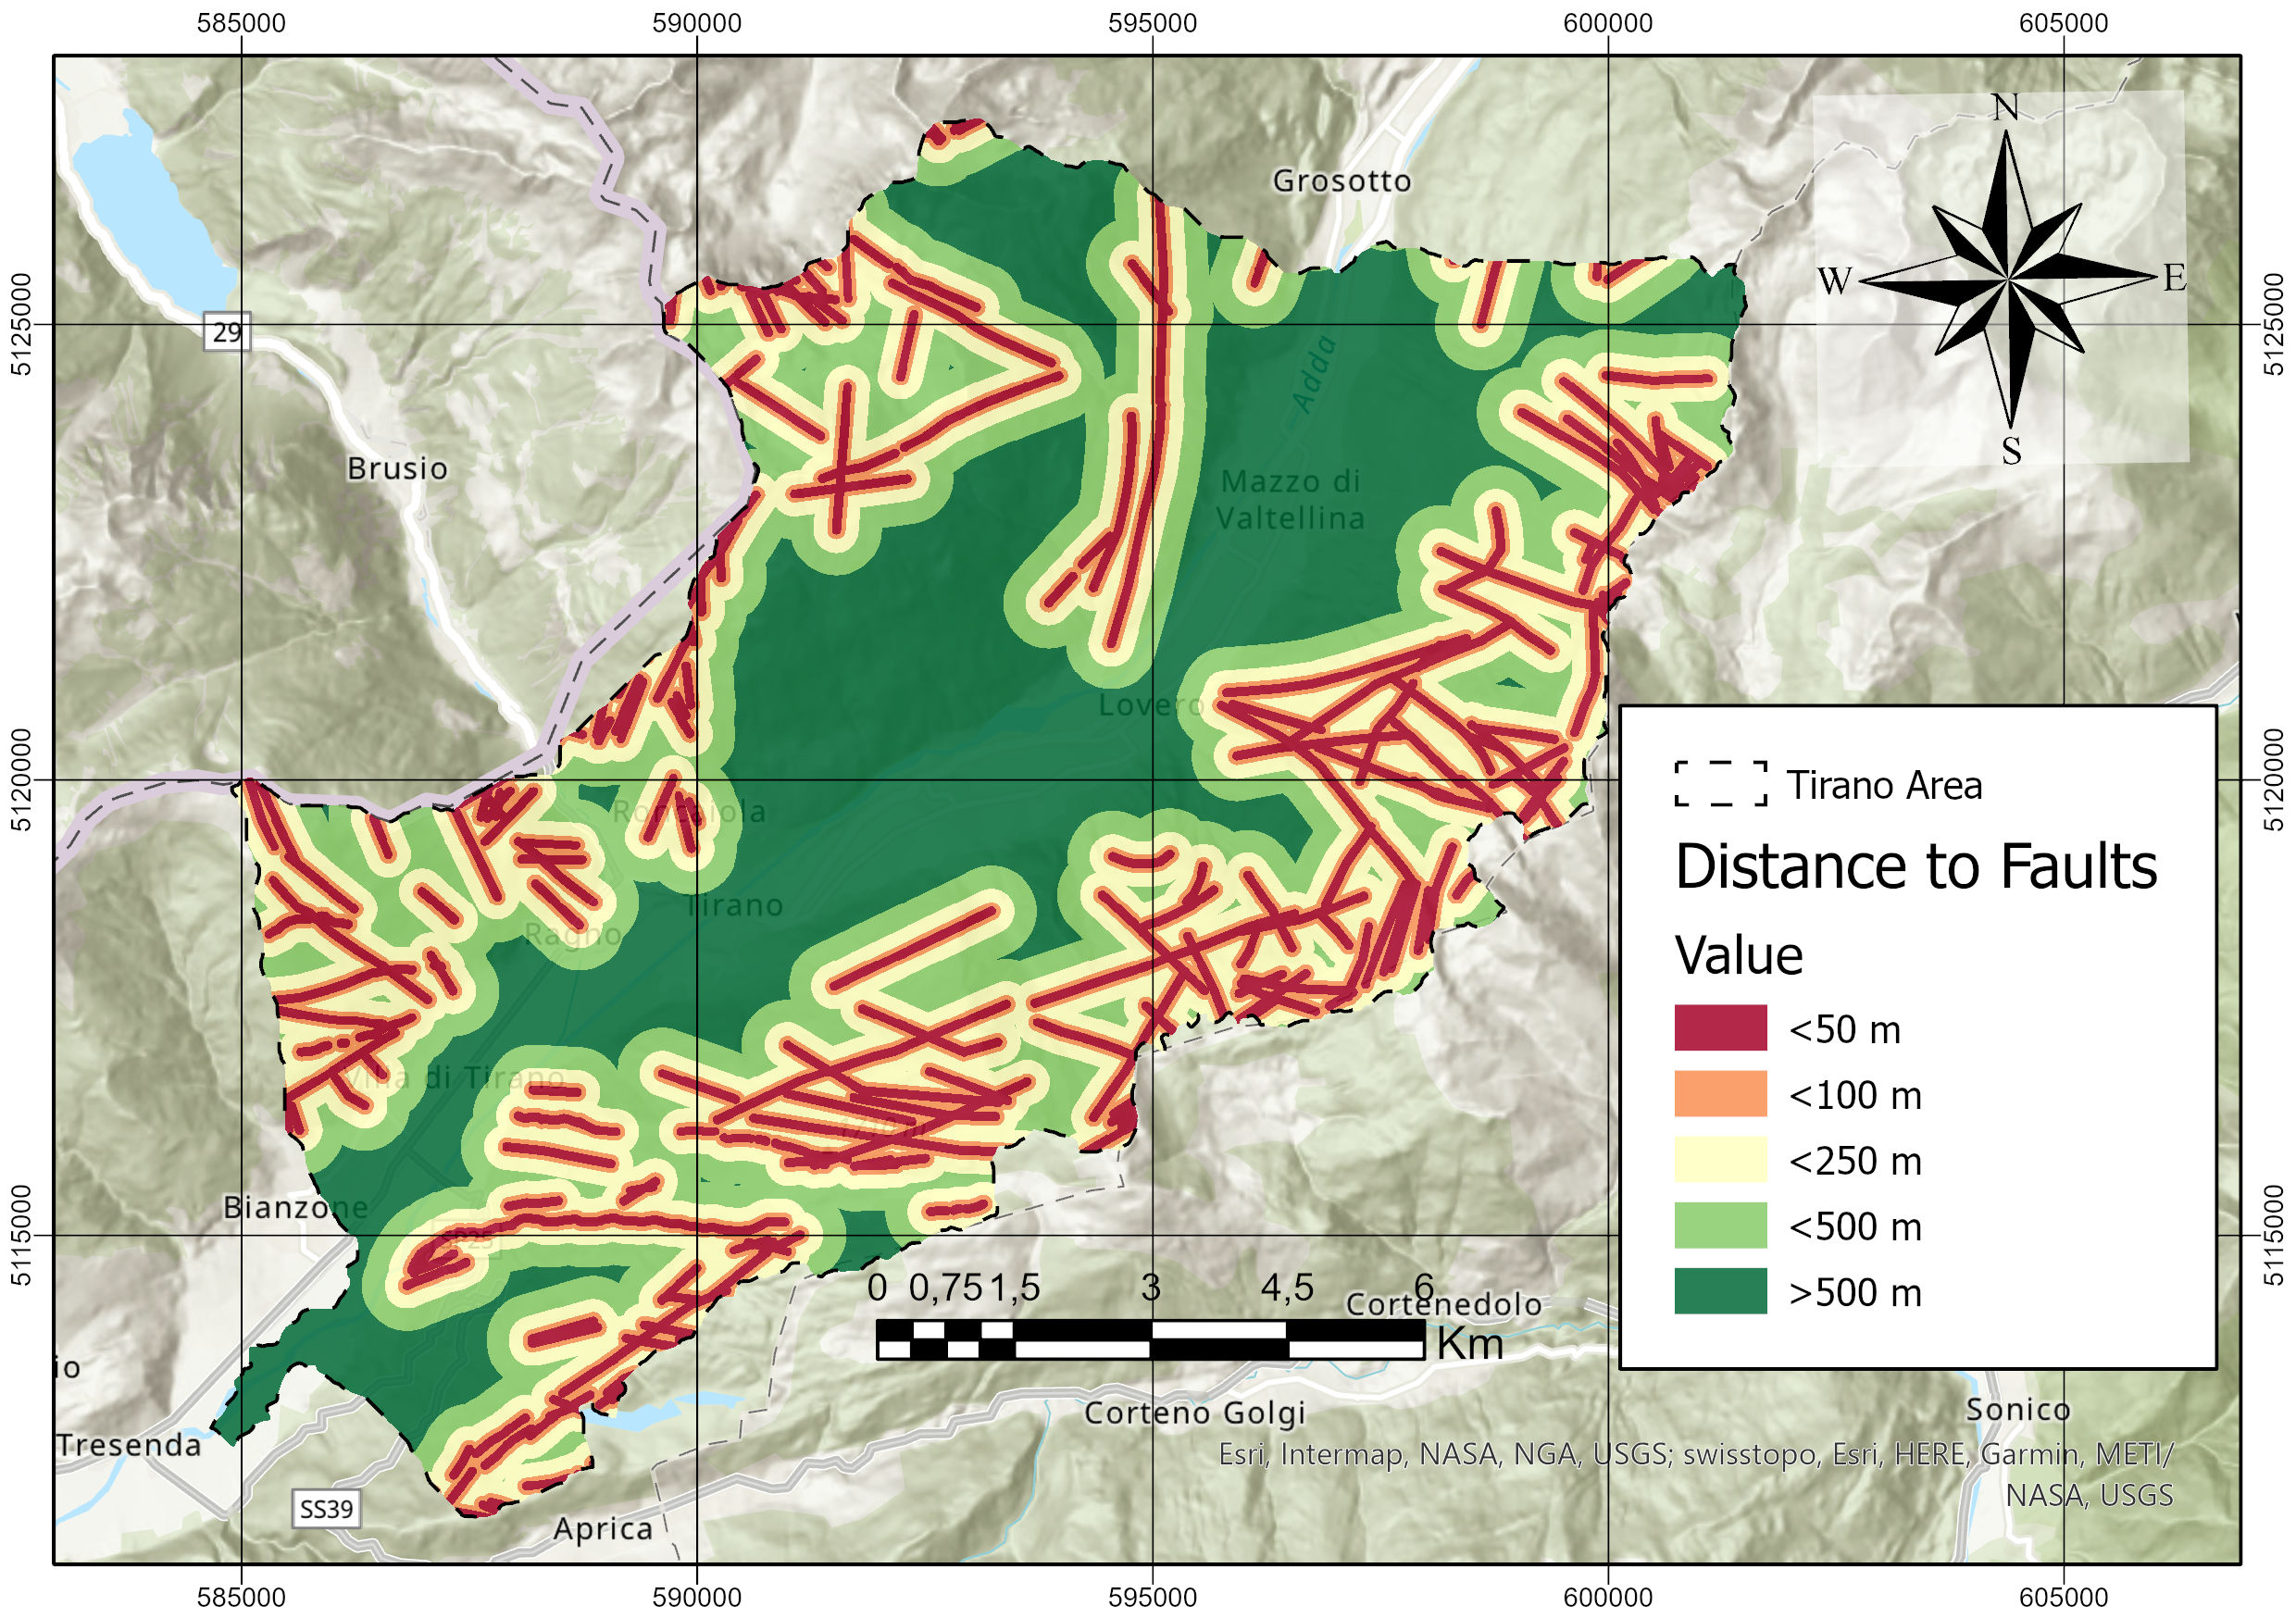 585000 590000 595000 600000 605000
N
Grosotto
W E
5125000 5125000
29
Adda
S
Brusio
Mazzo di
Valtellina
Lovero
5120000 5120000
Roncaiola
Tirano Area
Distance to Faults
Tirano
Ragno
Value
<50 m
Villa di Tirano
<100 m
<250 m
5115000 5115000
Bianzone
<500 m
SP25
0 0,75 1,5 3 4,5 6
Km
>500 m
Cortenedolo
io
Corteno Golgi
Sonico
Tresenda
Esri, Intermap, NASA, NGA, USGS; swisstopo, Esri, HERE, Garmin, METI/
NASA, USGS
SS39
Aprica
585000 590000 595000 600000 605000